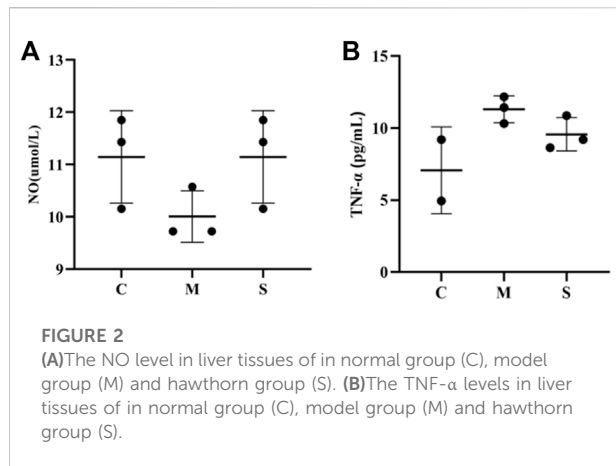 A
B
13
12
11
10
9
NO(umol/L)
C M S
15
10
5
0
TNF-α (pg/mL)
C M S
FIGURE 2
(A)The NO level in liver tissues of in normal group (C), model
group (M) and hawthorn group (S). (B)The TNF-α levels in liver
tissues of in normal group (C), model group (M) and hawthorn
group (S).